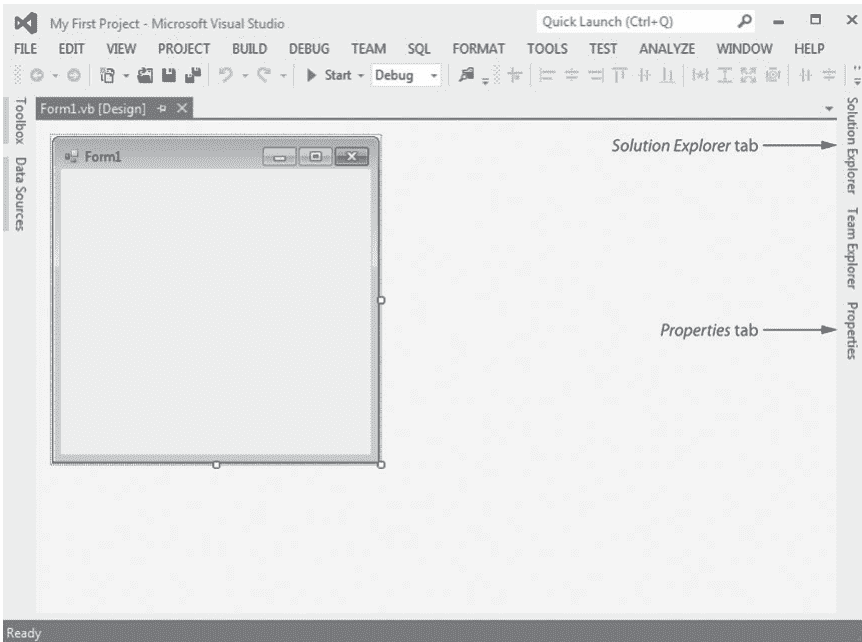 My First Project - Microsoft Visual Studio
Quick Launch (Ctrl+Q)
FILE EDIT VIEW PROJECT BUILD DEBUG TEAM SQL FORMAT TOOLS TEST ANALYZE WINDOW HELP
Start Debug
Toolbox
Data Sources
Form1.vb [Design]
Form1
Solution Explorer tab
Properties tab
Solution Explorer
Team Explorer
Properties
Ready